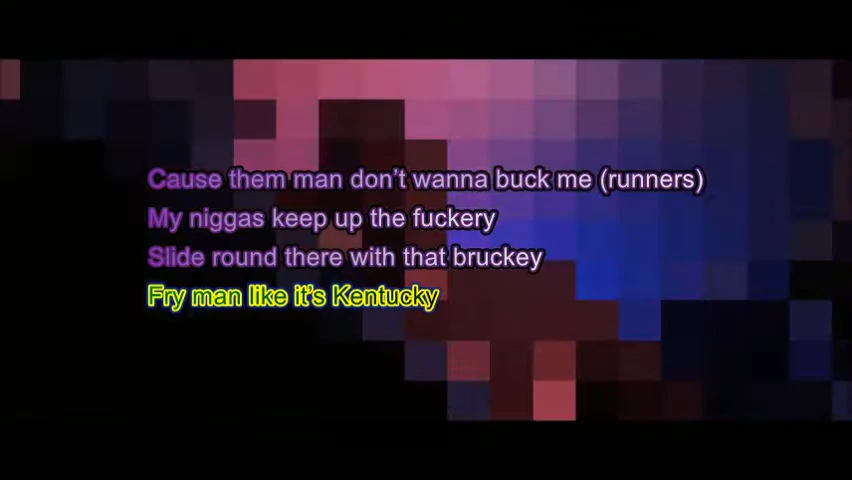 Cause them man don't wanna buck me (runners)
My niggas keep up the fuckery
Slide round there with that bruckey
Fry man like it's Kentucky